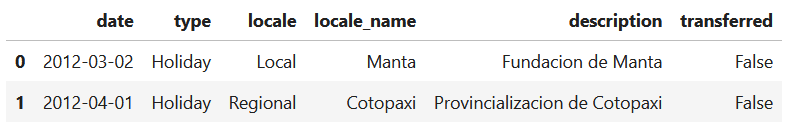 date type locale locale_name description transferred
0 2012-03-02 Holiday Local Manta Fundacion de Manta False
1 2012-04-01 Holiday Regional Cotopaxi Provincializacion de Cotopaxi False